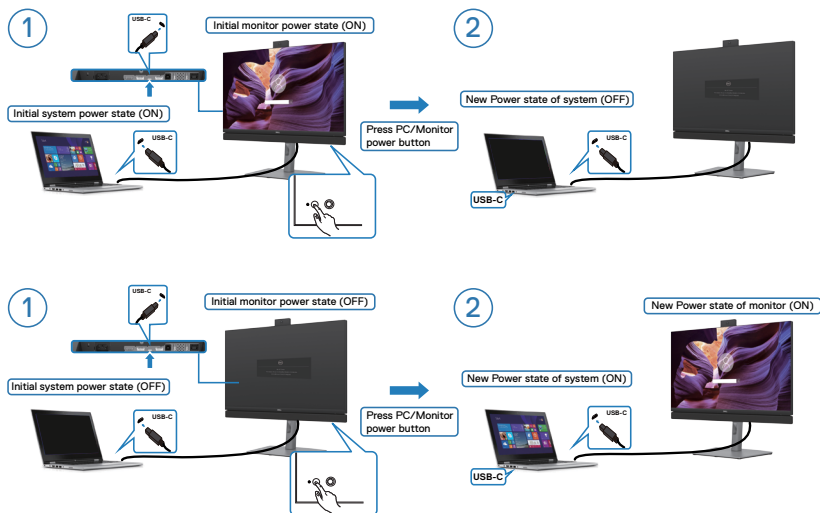 1
USB-C
Initial monitor power state (ON)
2
Initial system power state (ON)
USB-C
Press PC/Monitor
power button
New Power state of system (OFF)
USB-C
USB-C
1
USB-C
Initial monitor power state (OFF)
2
New Power state of monitor (ON)
Initial system power state (OFF)
USB-C
Press PC/Monitor
power button
New Power state of system (ON)
USB-C
USB-C